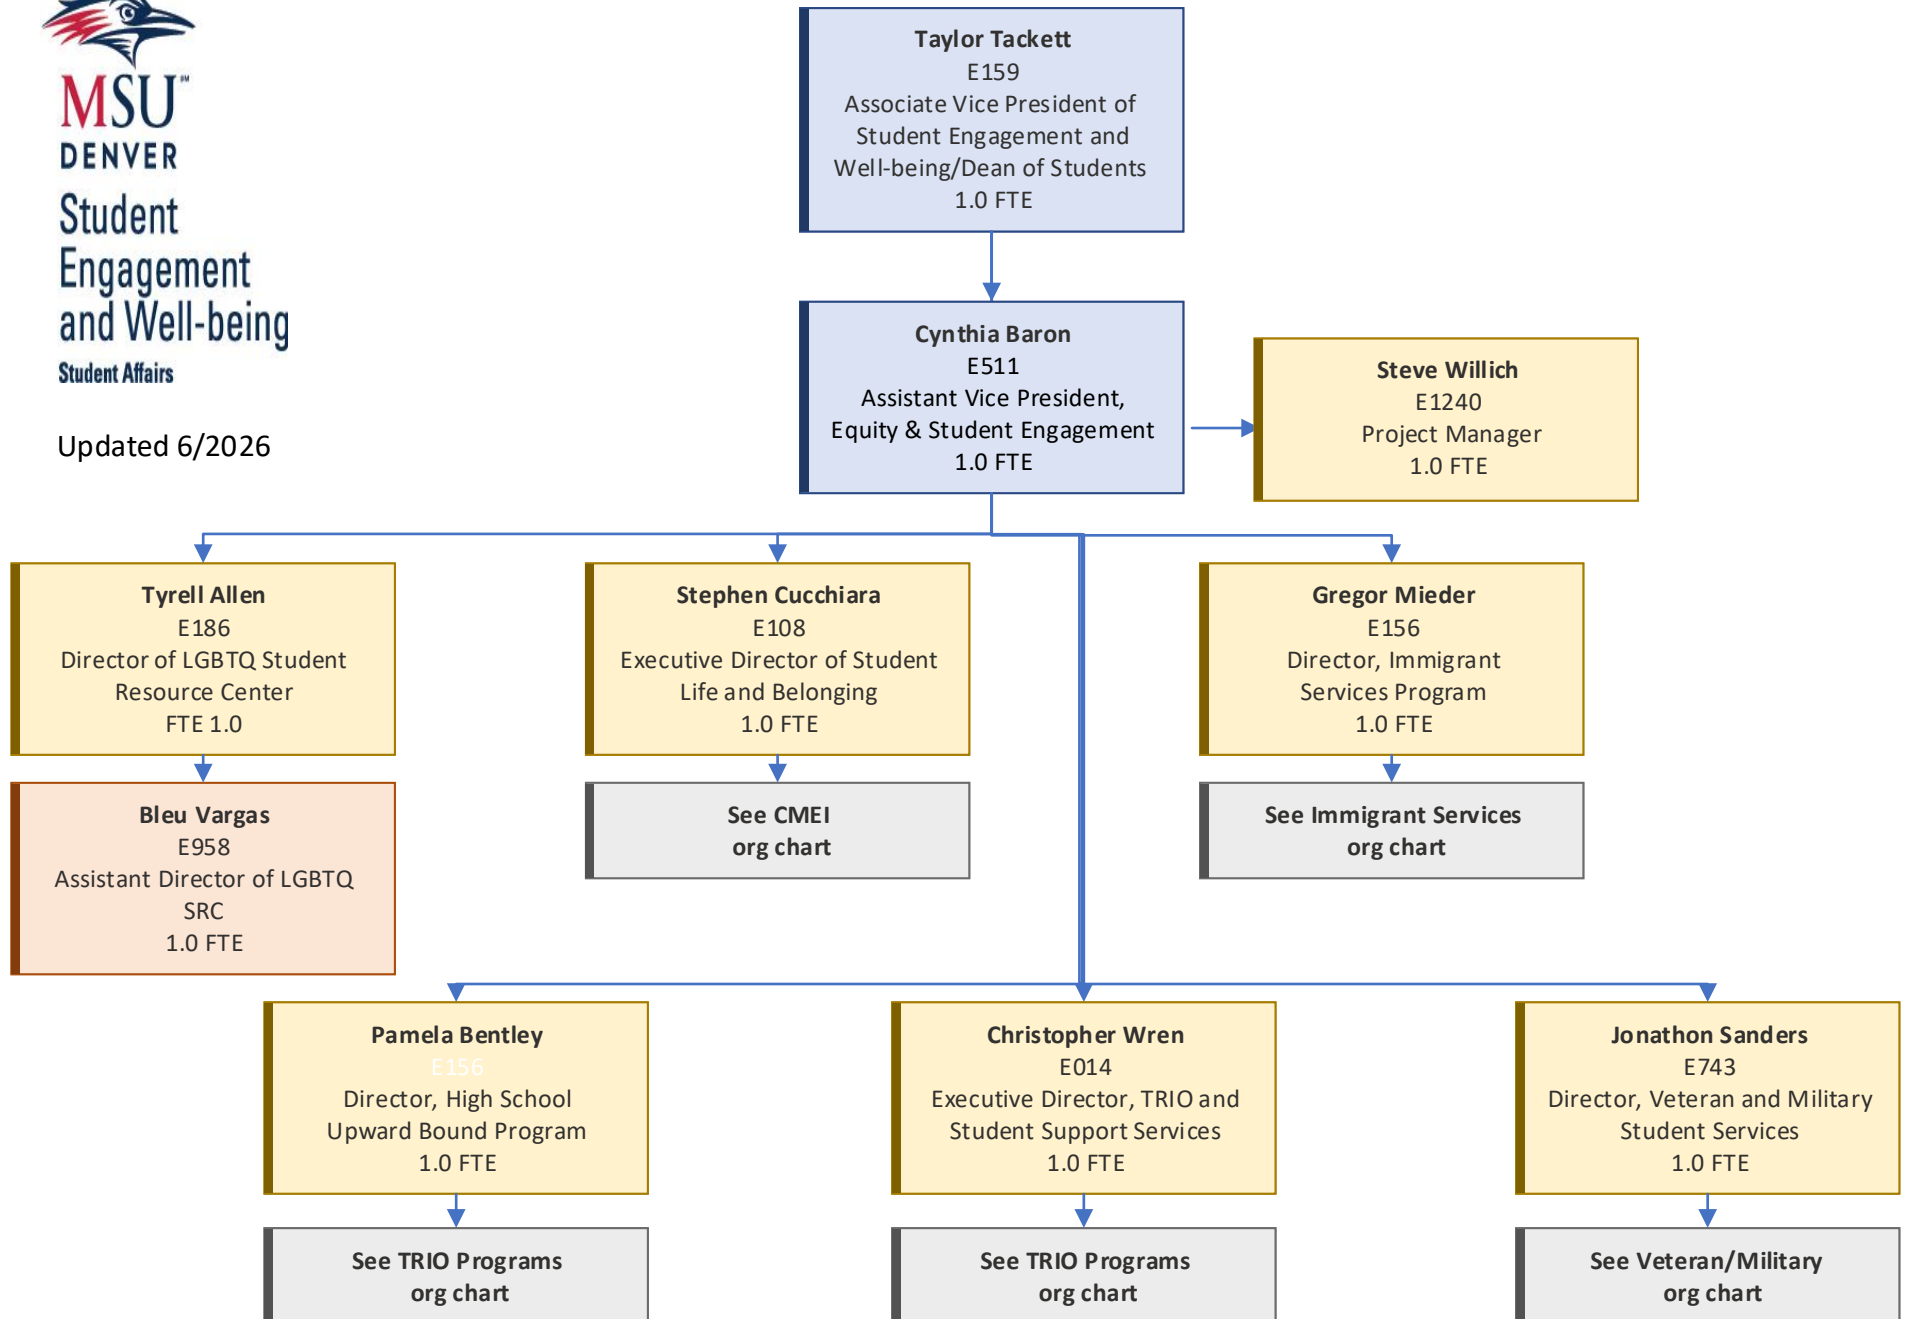 MSU
DENVER
Student
Engagement
and Well-being
Student Affairs
Updated 6/2026
Taylor Tackett
E159
Associate Vice President of
Student Engagement and
Well-being/Dean of Students
1.0 FTE
Cynthia Baron
E511
Assistant Vice President,
Equity & Student Engagement
1.0 FTE
Steve Willich
E1240
Project Manager
1.0 FTE
Tyrell Allen
E186
Director of LGBTQ Student
Resource Center
FTE 1.0
Stephen Cucchiara
E108
Executive Director of Student
Life and Belonging
1.0 FTE
Gregor Mieder
E156
Director, Immigrant
Services Program
1.0 FTE
Bleu Vargas
E958
Assistant Director of LGBTQ
SRC
1.0 FTE
See CMEI
org chart
See Immigrant Services
org chart
Pamela Bentley
E156
Director, High School
Upward Bound Program
1.0 FTE
Christopher Wren
E014
Executive Director, TRIO and
Student Support Services
1.0 FTE
Jonathon Sanders
E743
Director, Veteran and Military
Student Services
1.0 FTE
See TRIO Programs
org chart
See TRIO Programs
org chart
See Veteran/Military
org chart